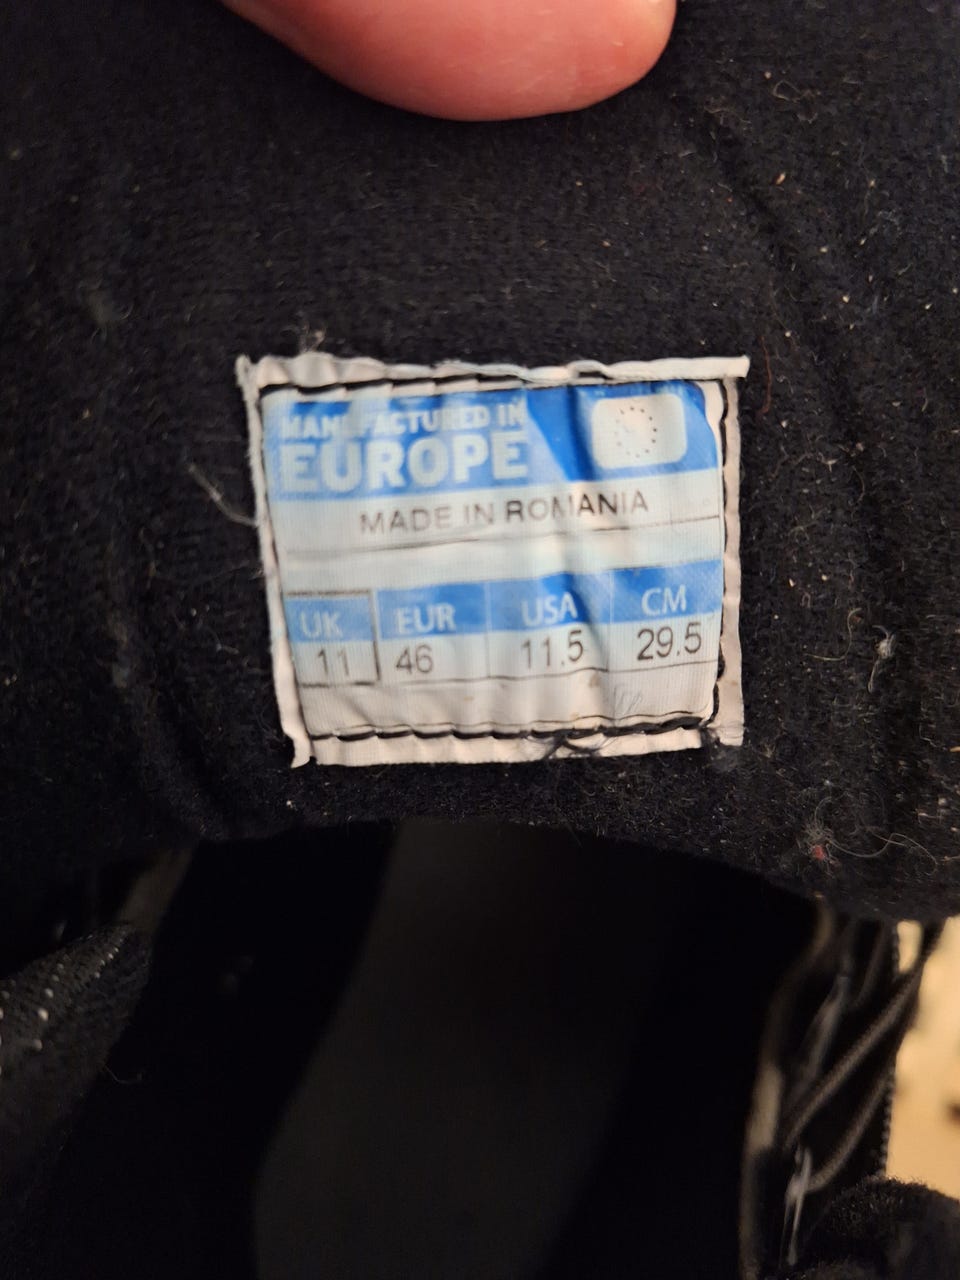 MANUFACTURED IN
EUROPE
MADE IN ROMANIA
UK EUR USA CM
11 46 11.5 29.5